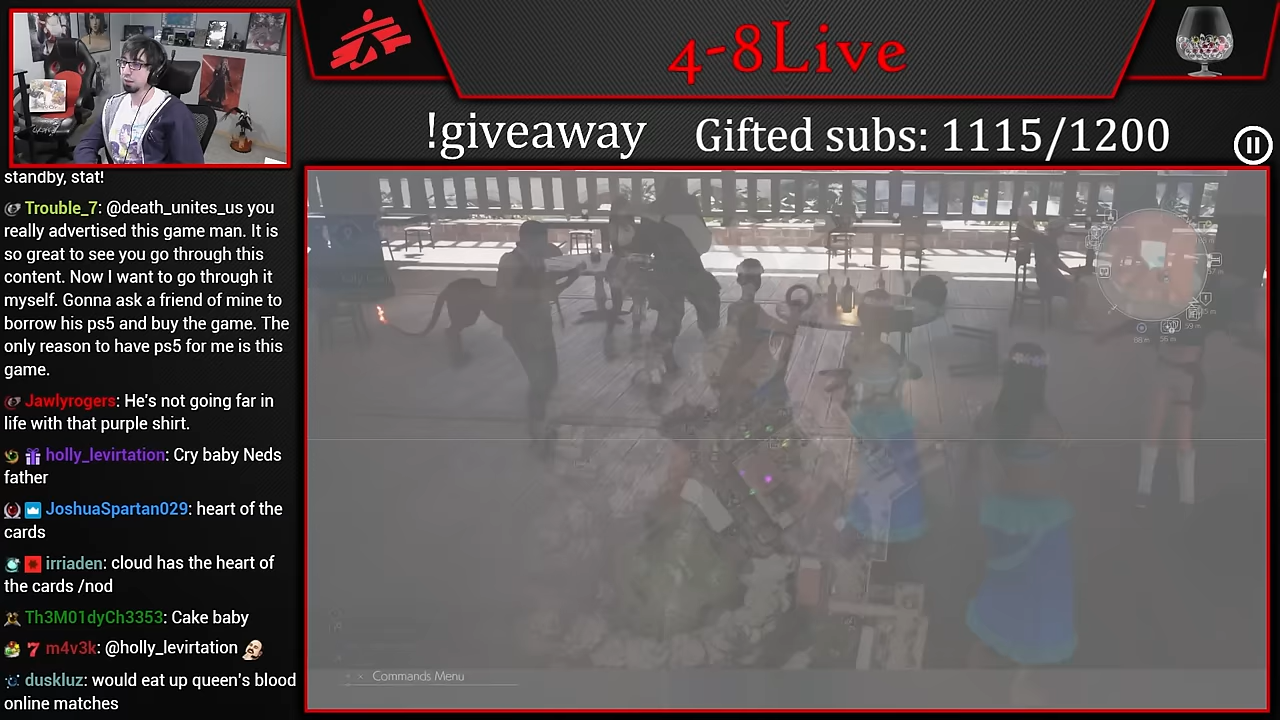 4-8Live
!giveaway Gifted subs: 1115/1200
standby, stat!
Trouble_7: @death_unites_us you
really advertised this game man. It is
so great to see you go through this
content. Now I want to go through it
myself. Gonna ask a friend of mine to
borrow his ps5 and buy the game. The
only reason to have ps5 for me is this
game.
Jawlyrogers: He's not going far in
life with that purple shirt.
holly_levirtation: Cry baby Neds
father
JoshuaSpartan029: heart of the
cards
irriaden: cloud has the heart of
the cards /nod
Th3M01dyCh3353: Cake baby
7 m4v3k: @holly_levirtation
duskluz: would eat up queen's blood
online matches
Commands Menu